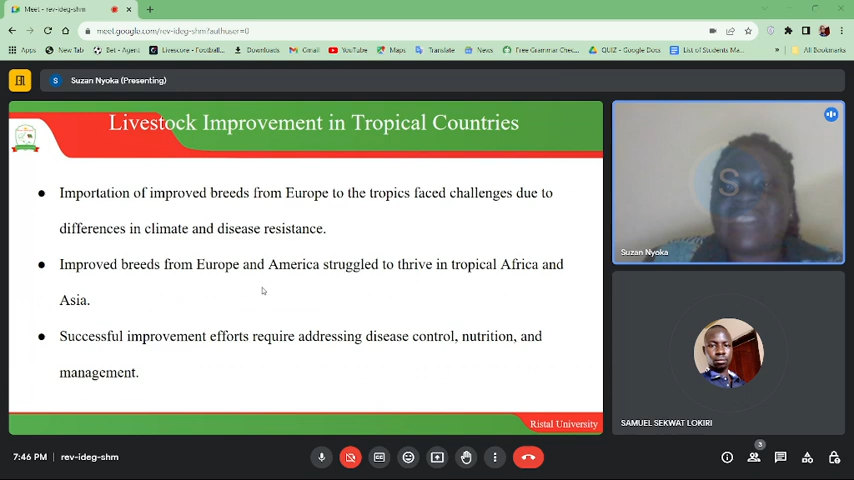 Meet - rev-ideg-shm
meet.google.com/rev-ideg-shm?authuser=0
Apps
New Tab
Bet - Agent
Livescore - Football...
Downloads
Gmail
YouTube
Maps
Translate
News
Free Grammar Chec...
QUIZ - Google Docs
List of Students Ma...
»
All Bookmarks
S
Suzan Nyoka (Presenting)
Livestock Improvement in Tropical Countries
Importation of improved breeds from Europe to the tropics faced challenges due to
differences in climate and disease resistance.
Improved breeds from Europe and America struggled to thrive in tropical Africa and
Asia.
Successful improvement efforts require addressing disease control, nutrition, and
management.
Ristal University
S
Suzan Nyoka
SAMUEL SEKWAT LOKIRI
7:46 PM | rev-ideg-shm
3